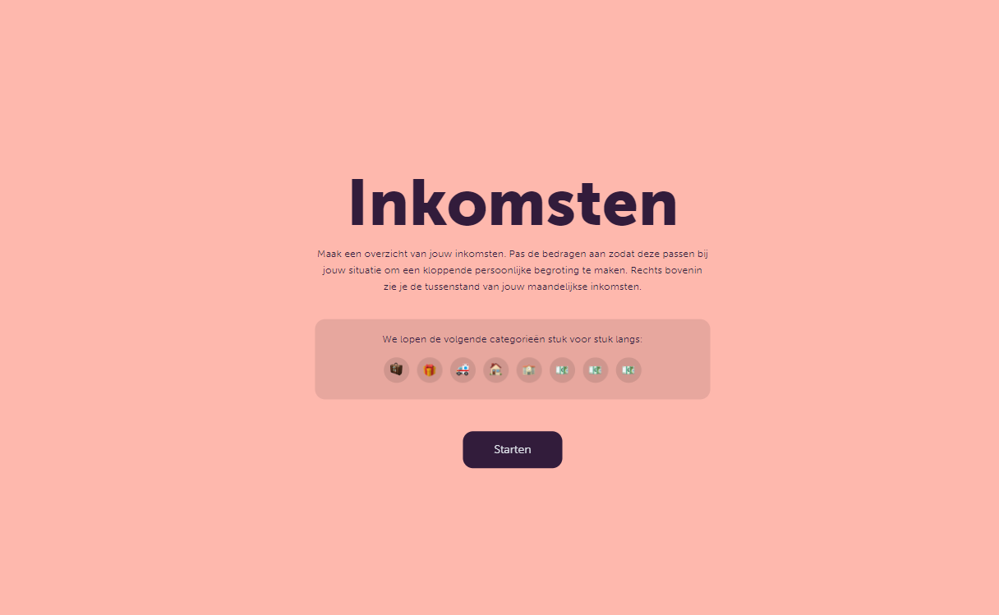 Inkomsten
Maak een overzicht van jouw inkomsten. Pas de bedragen aan zodat deze passen bij
jouw situatie om een kloppende persoonlijke begroting te maken. Rechts bovenin
zie je de tussenstand van jouw maandelijkse inkomsten.
We lopen de volgende categorieën stuk voor stuk langs:
Starten